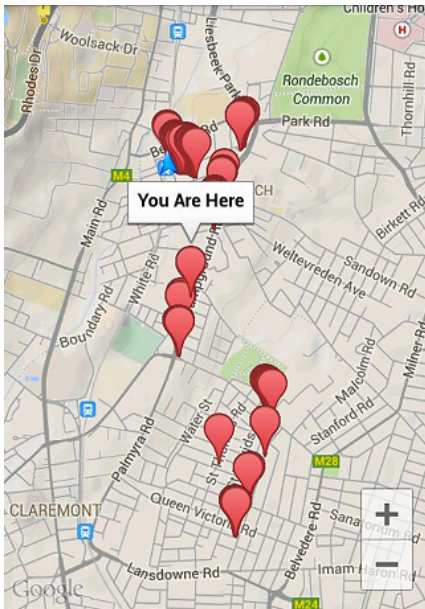 Children's Ho
Woolsack Dr
Liesbeek Park
H
Rhodes Dr
Rondebosch
Common
Thornhill Rd
Park Rd
Rd
M4
CH
You Are Here
Main Rd
Birkett Rd
White Rd
Weltevreden Ave
Sandown Rd
Boundary Rd
Milner Rd
Malcolm Rd
Water St
Stanford Rd
Palmyra Rd
M28
Queen Victoria Rd
CLAREMONT
Sanatorium Rd
+
Belvedere Rd
−
Lansdowne Rd
Imam Haron Rd
Google
M24